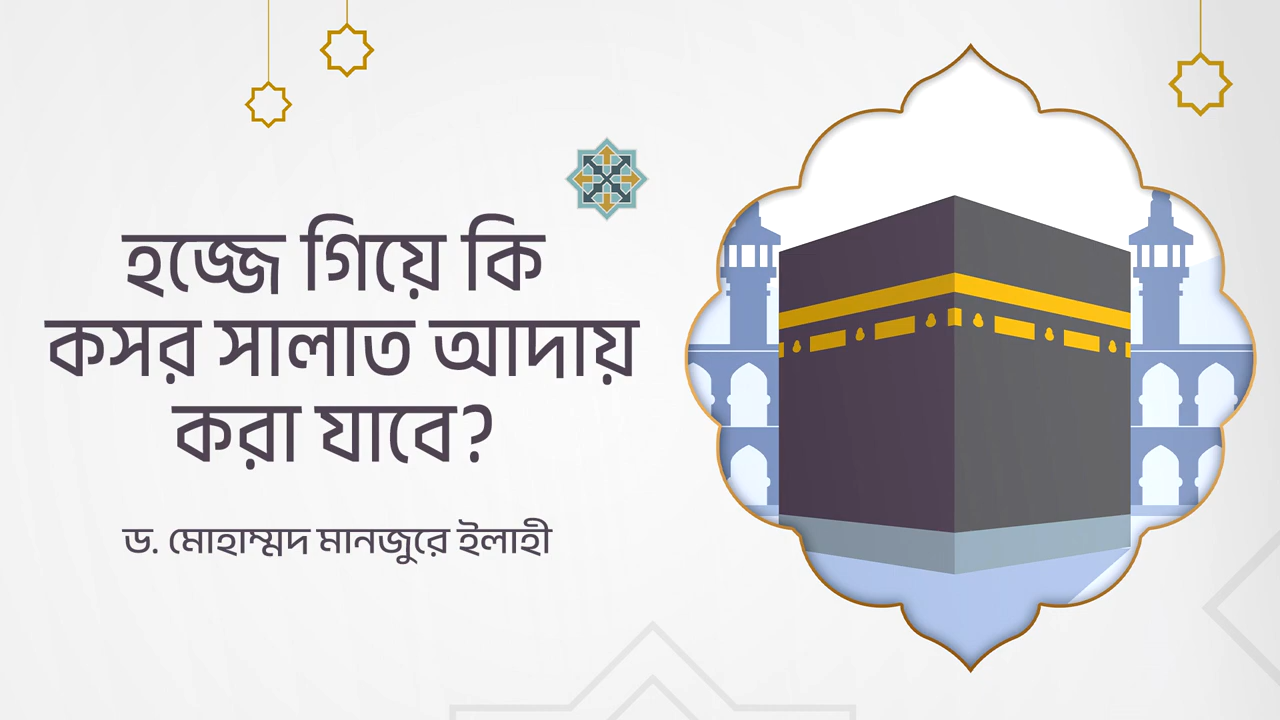 হজ্জে গিয়ে কি
কসর সালাত আদায়
করা যাবে?
ড. মোহাম্মদ মানজুরে ইলাহী